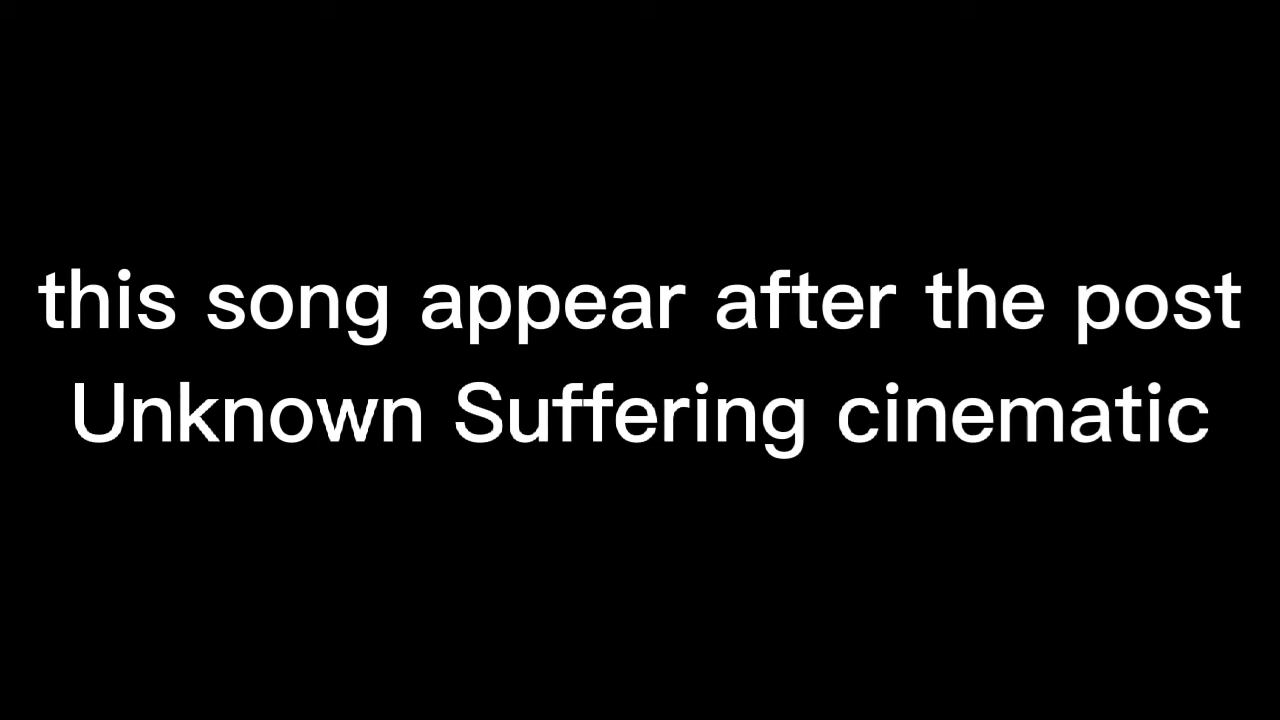 this song appear after the post
Unknown Suffering cinematic